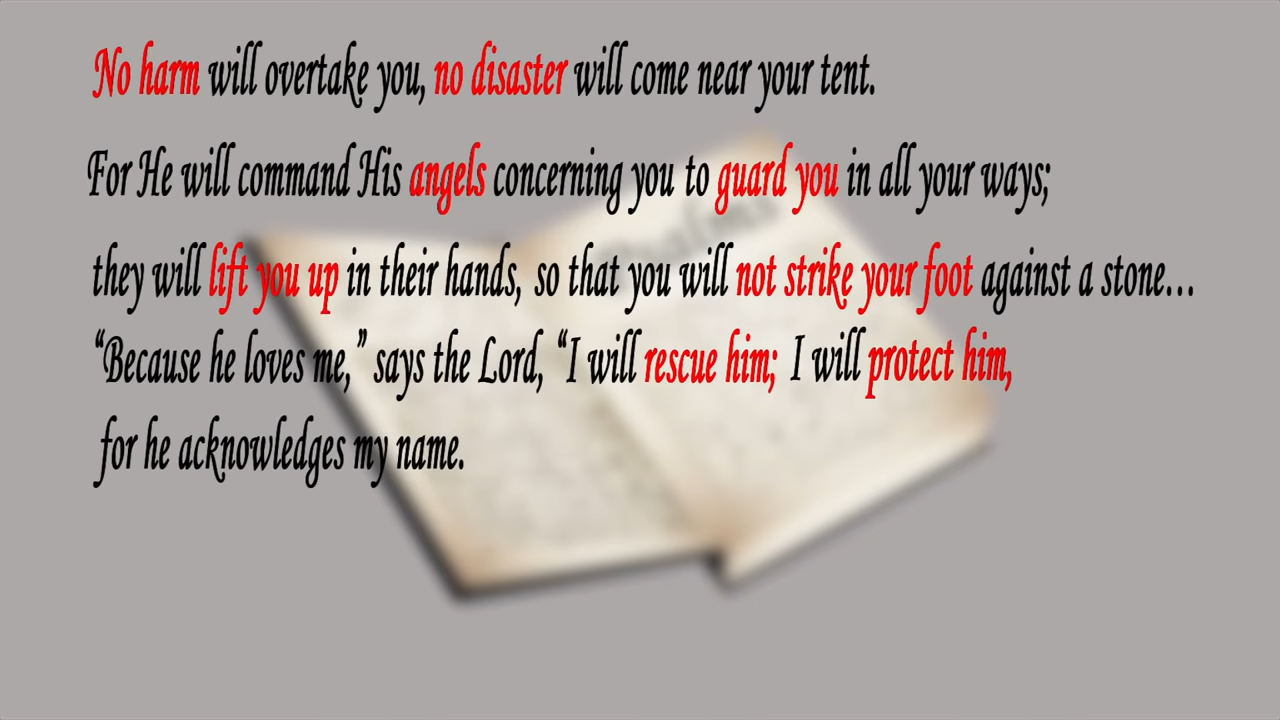 No harm will overtake you, no disaster will come near your tent.
For He will command His angels concerning you to guard you in all your ways;
they will lift you up in their hands, so that you will not strike your foot against a stone...
“Because he loves me,” says the Lord, “I will rescue him; I will protect him,
for he acknowledges my name.
Psalms